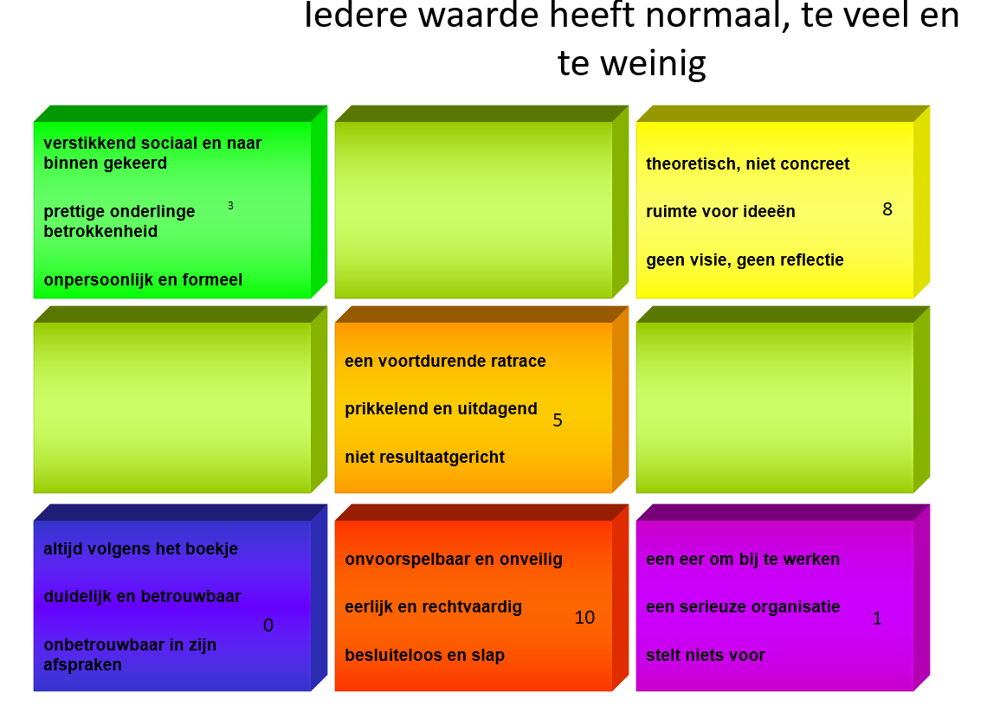 Iedere waarde heeft normaal, te veel en
te weinig
verstikkend sociaal en naar
binnen gekeerd
prettige onderlinge
betrokkenheid
3
onpersoonlijk en formeel
theoretisch, niet concreet
ruimte voor ideeën
8
geen visie, geen reflectie
een voortdurende ratrace
prikkelend en uitdagend
5
niet resultaatgericht
altijd volgens het boekje
duidelijk en betrouwbaar
0
onbetrouwbaar in zijn
afspraken
onvoorspelbaar en onveilig
eerlijk en rechtvaardig
10
besluiteloos en slap
een eer om bij te werken
een serieuze organisatie
1
stelt niets voor